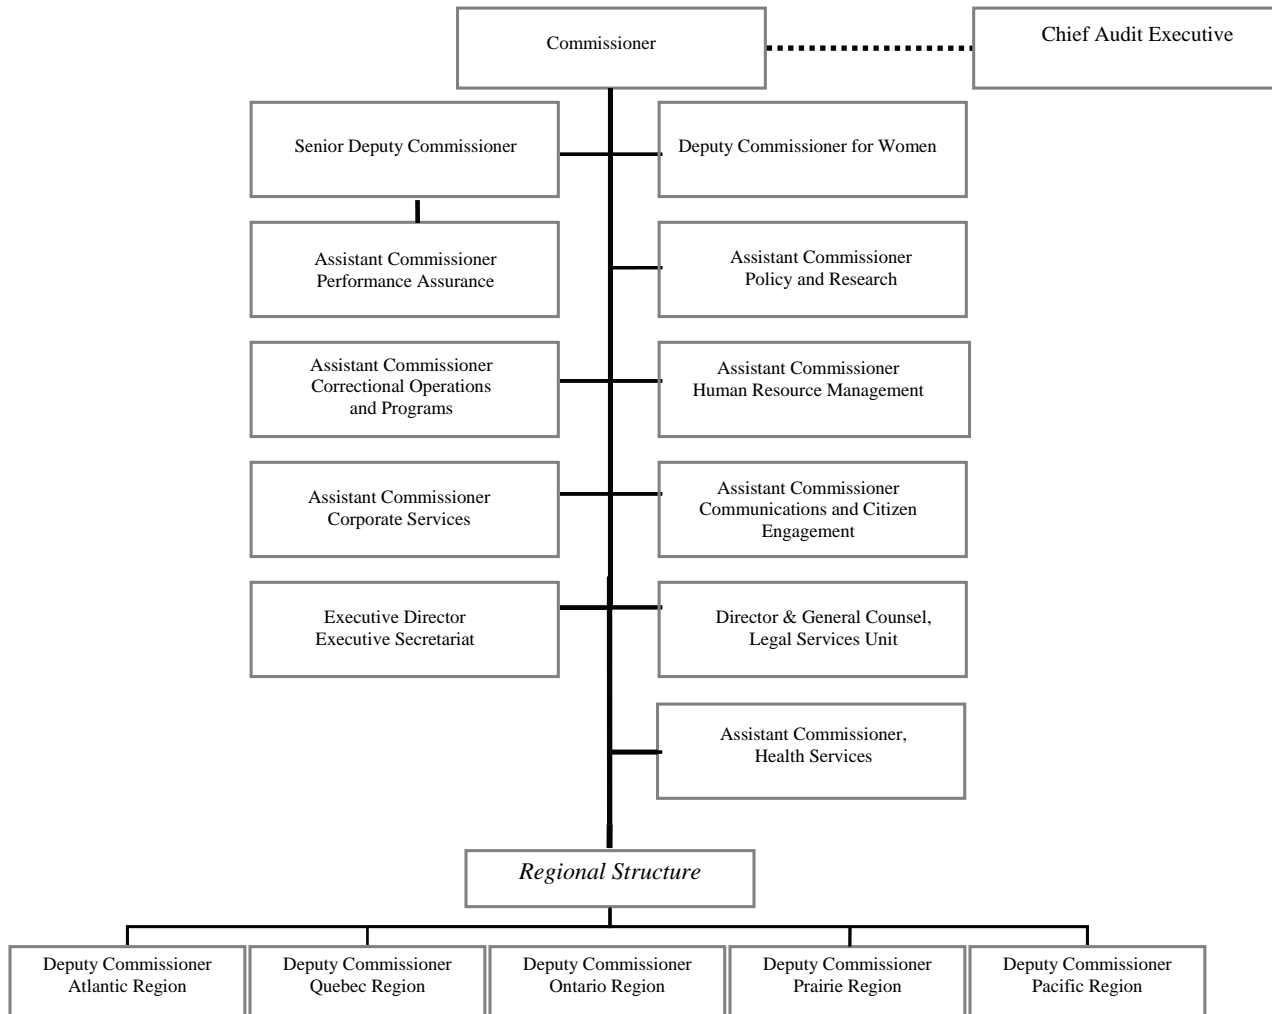 Commissioner
Chief Audit Executive
Senior Deputy Commissioner
Deputy Commissioner for Women
Assistant Commissioner
Performance Assurance
Assistant Commissioner
Policy and Research
Assistant Commissioner
Correctional Operations
and Programs
Assistant Commissioner
Human Resource Management
Assistant Commissioner
Corporate Services
Assistant Commissioner
Communications and Citizen
Engagement
Executive Director
Executive Secretariat
Director & General Counsel,
Legal Services Unit
Assistant Commissioner,
Health Services
Regional Structure
Deputy Commissioner
Atlantic Region
Deputy Commissioner
Quebec Region
Deputy Commissioner
Ontario Region
Deputy Commissioner
Prairie Region
Deputy Commissioner
Pacific Region